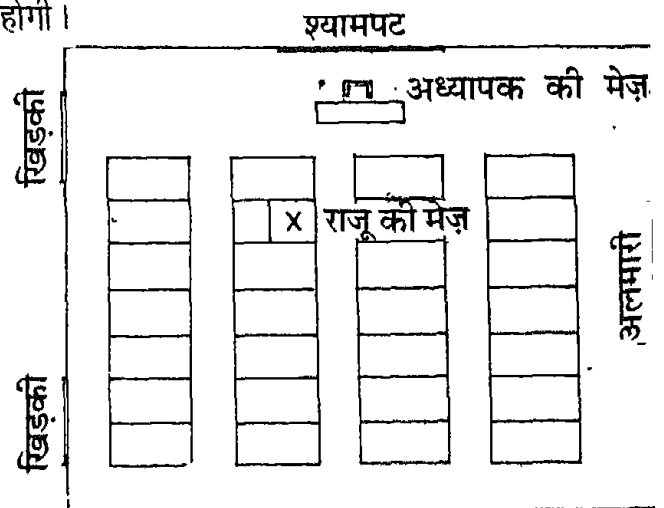 होगी।
श्यामपट
अध्यापक की मेज़
खिड़की
X राजू की मेज़
अलमारी
खिड़की